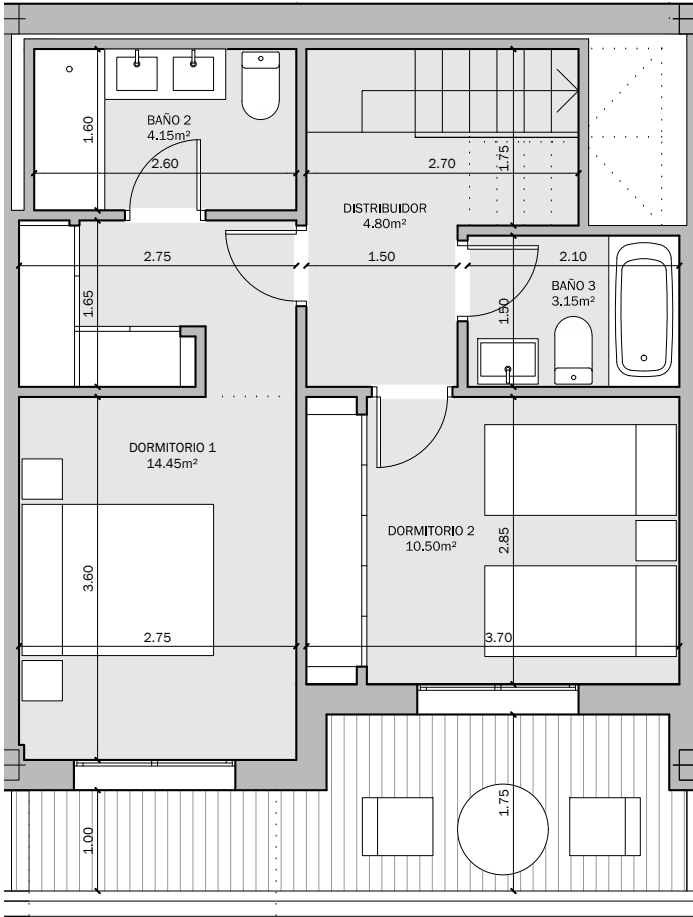 BAÑO 2
4.15m²
1.60
2.60
2.70
1.75
DISTRIBUIDOR
4.80m²
2.75
1.50
2.10
1.65
BAÑO 3
3.15m²
1.50
DORMITORIO 1
14.45m²
DORMITORIO 2
10.50m²
2.85
3.60
2.75
3.70
1.75
1.00